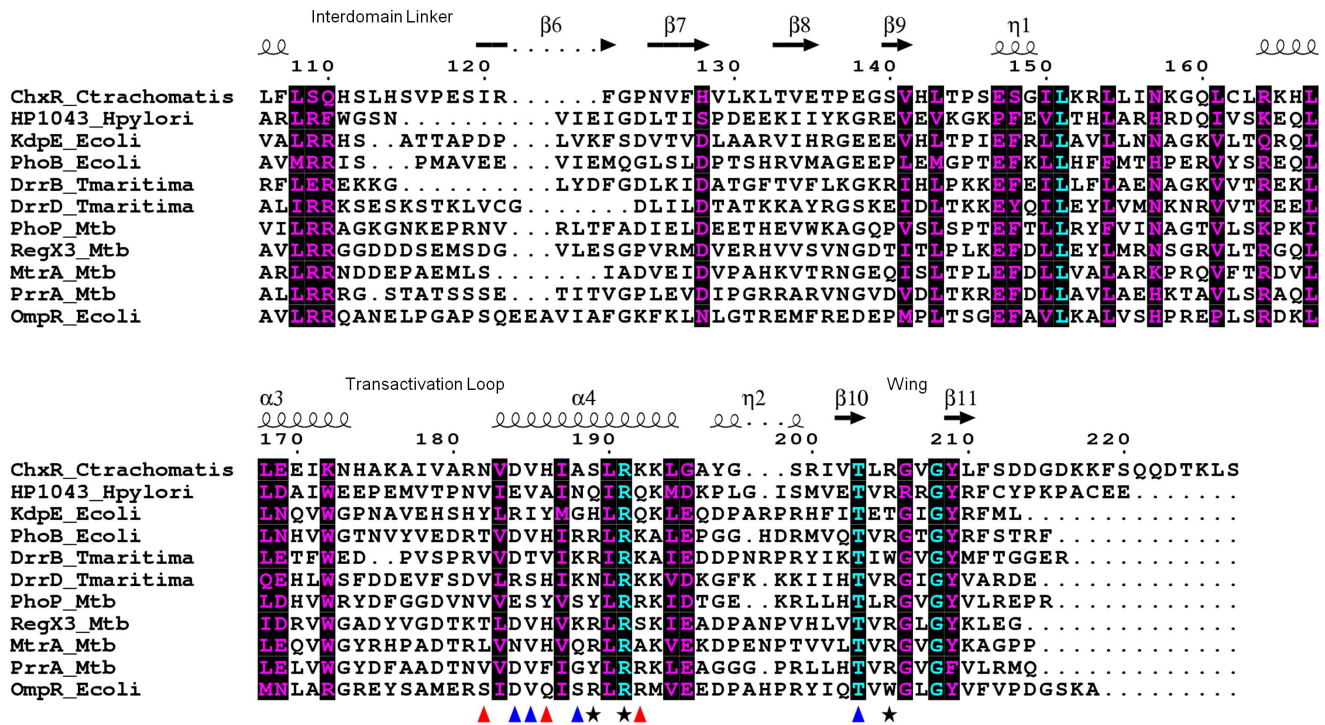 Interdomain Linker
β6 β7 β8 β9 η1
110 120 130 140 150 160
ChxR_Ctrachomatis LFLSQHSLHSVPESIR......FGPNVFHVLKLTVETPEGSVHLTPSESGILKRLLINKGQLCLRKHL
HP1043_Hpylori ARLRFWGSN..........VIEIGDLTISPDEEKIIYKGREVEVKGKPFEVLTHLARHRDQIVSKEQL
KdpE_Ecoli VALRRHS..ATTAPDP...LVKFSDVTVDLAARVIHRGEEEVHLTPIEFRLLAVLLNNAGKVLTQRQL
PhoB_Ecoli AVMRRIS..PMAVEE...VIEMQGLSLDPTSHRVMAGEEPLEMGPTEFKLLHFFMTHPERVYSREQL
DrrB_Tmaritima RFLEREKKG..........LYDFGDLKIDATGFTVFLKGKRIHLPKKEFEILLFLAENAGKVVTREKL
DrrD_Tmaritima ALIRRKSESKSTKLVCG.......DLILDTATKKAYRGSKEIDLTKKEYQILEYLVMNKNRVVTKEEL
PhoP_Mtb VILRRAGKGNKEPRNV...RLTFADIELDEETHEVWKAGQPVSLSPTEFTLLRYFVINAGTVLSKPKI
RegX3_Mtb AVLRRGGDDDSEMSDG...VLESGPVRMDVERHVVSVNGDTITLPLKEFDLLEYLMRNSGRVLTRGQL
MtrA_Mtb ARLRRNDDEPAEMLS.......IADVEIDVPAHKVTRNGEQISLTPLEFDLLVALARKPRQVFTRDVL
PrrA_Mtb ALLRRRG.STATSSSE...TITVGPLEVDIPGRRARVNGVDVDLTKREFDLLAVLAEHKTAVLSRAQL
OmpR_Ecoli AVLRRQANELPGAPSQEEAVIAFGKFKLNLGTREMFREDEPMPLTSGEFAVLKALVSHPREPLSRDKL
α3 Transactivation Loop α4 η2 β10 Wing β11
170 180 190 200 210 220
ChxR_Ctrachomatis LEEIKNHAKAIVARNVDVHIASLRKKLGAYG...SRIVTLRGVGYLFSDDGDKKFSQQDTKLS
HP1043_Hpylori LDAIWEEPEMVTPNVIEVAINQIRQKMDKPLG.ISMVETVRRRGYRFCYPKPACEE.......
KdpE_Ecoli LNQVWGPNAVEHSHYLRIYMGHLRQKLEQDPARPRHFITETGIGYRFML..............
PhoB_Ecoli LNHVWGTNVYVEDRTVDVHIRRLRKALEPGG.HDRMVQTVRGTGYRFSTRF............
DrrB_Tmaritima LETFWED..PVSPRVVDTVIKRIRKAIEDDPNRPRYIKTIWGVGYMFTGGER...........
DrrD_Tmaritima QEHLWSFDDEVFSDVLRSHIKNLRKKVDKGFK.KKIIHTVRGIGYVARDE.............
PhoP_Mtb LDHVWRYDFGGDVNVVESYVSYLRRKIDTGE..KRLLHTLRGVGYVLREPR............
RegX3_Mtb IDRVWGADYVGDTKTLDVHVKRLRSKIEADPANPVHLVTVRGLGYKLEG..............
MtrA_Mtb LEQVWGYRHPADTRLVNVHVQRLRAKVEKDPENPTVVLTVRGVGYKAGPP.............
PrrA_Mtb LELVWGYDFAADTNVVDVFIGYLRRKLEAGGG.PRLLHTVRGVGFVLRMQ.............
OmpR_Ecoli MNLARGREYSAMERSIDVQISRLRRMVEEDPAHPRYIQTVWGLGYVFVPDGSKA.........